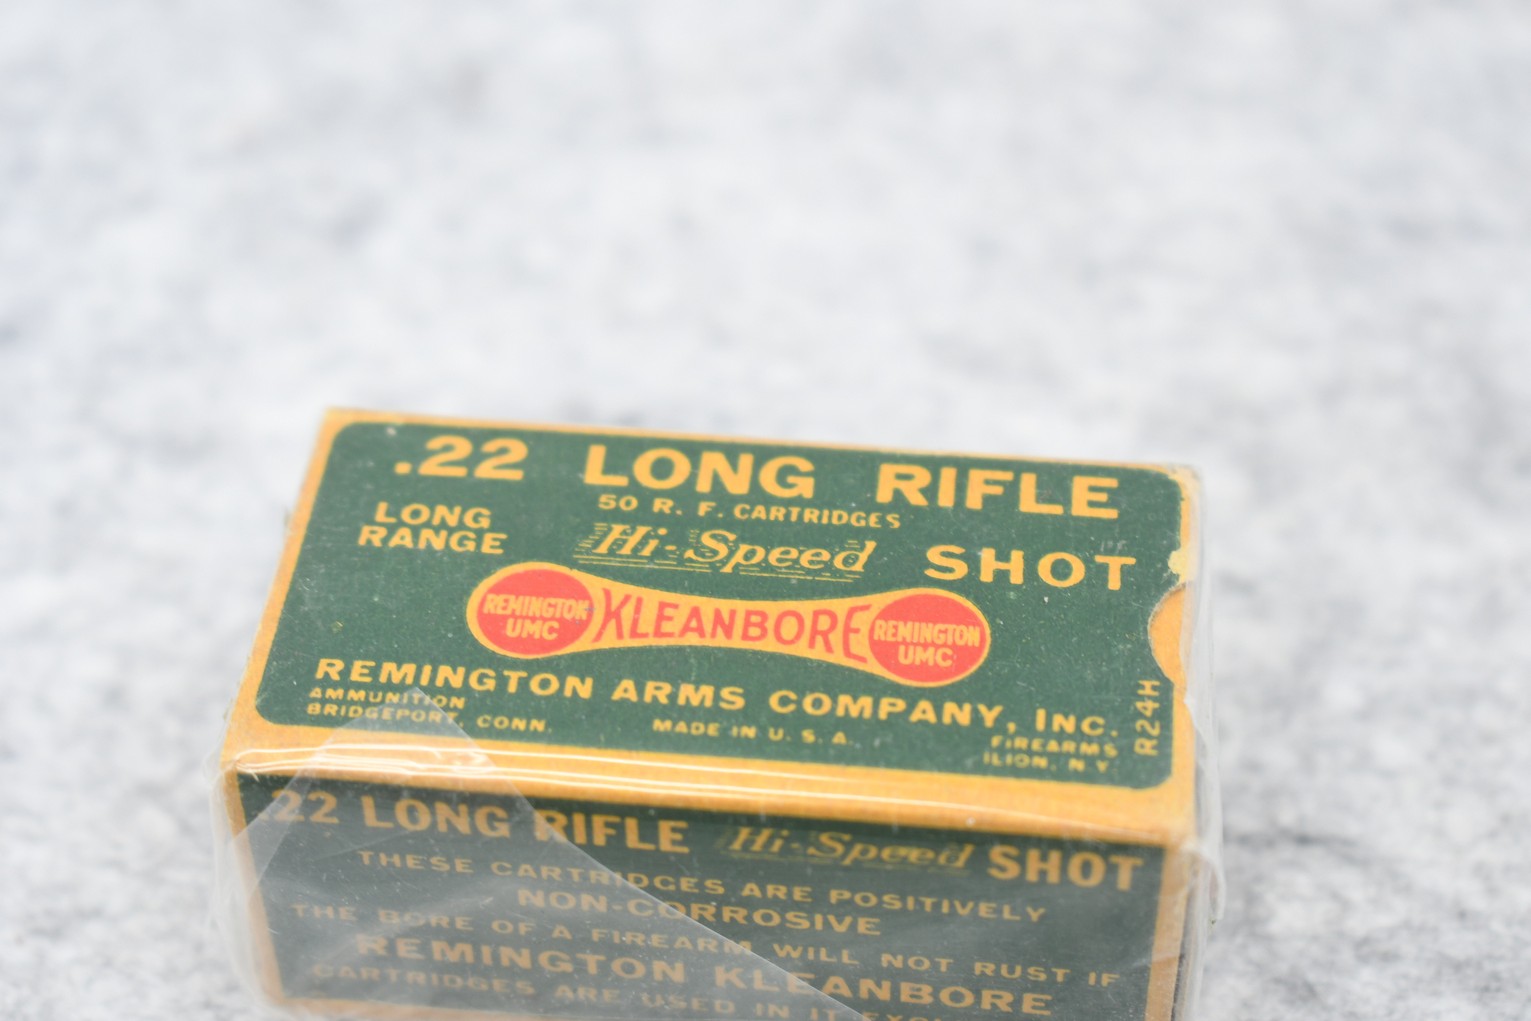 .22 LONG RIFLE
50 R. F. CARTRIDGES
LONG
RANGE
Hi-Speed
SHOT
REMINGTON
UMC
KLEANBORE
REMINGTON
UMC
REMINGTON ARMS COMPANY, INC.
AMMUNITION
BRIDGEPORT, CONN.
MADE IN U. S. A.
FIREARMS
ILION, N. Y.
R24H
.22 LONG RIFLE Hi-Speed SHOT
THESE CARTRIDGES ARE POSITIVELY
NON-CORROSIVE
THE BORE OF A FIREARM WILL NOT RUST IF
REMINGTON KLEANBORE
CARTRIDGES ARE USED IN IT